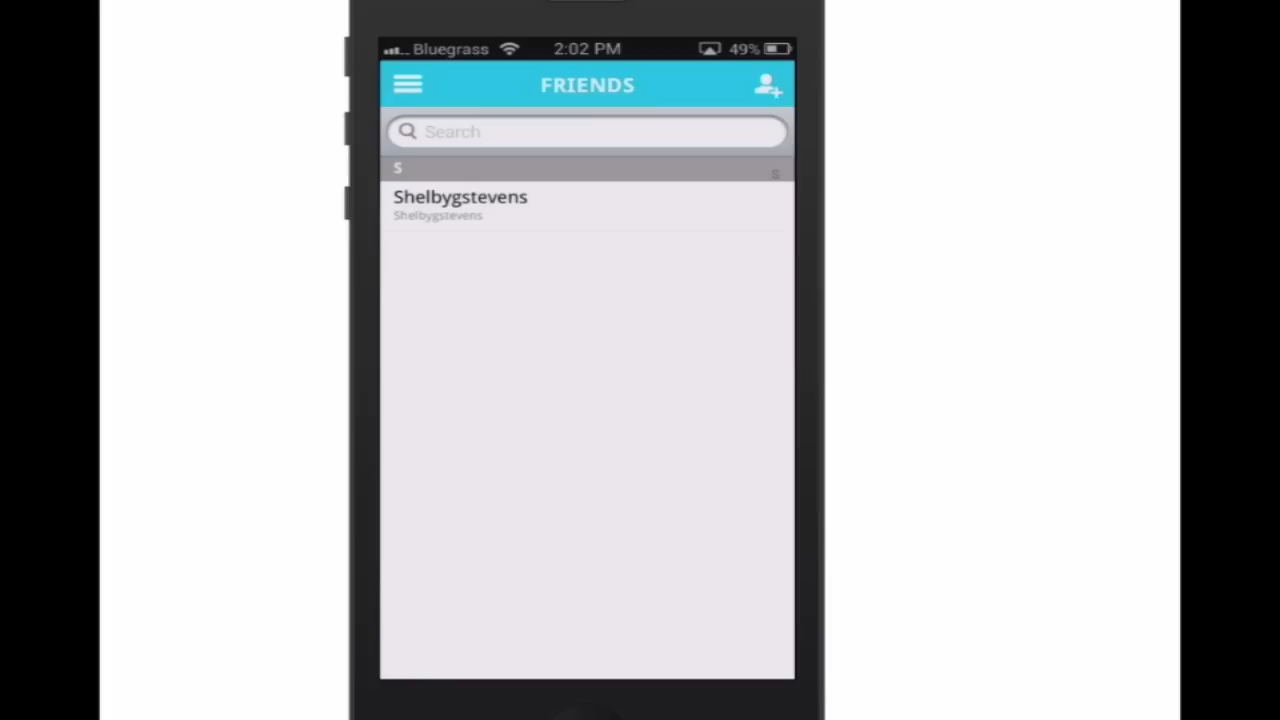 Bluegrass 2:02 PM 49%
FRIENDS
Search
S
S
Shelbygstevens
Shelbygstevens